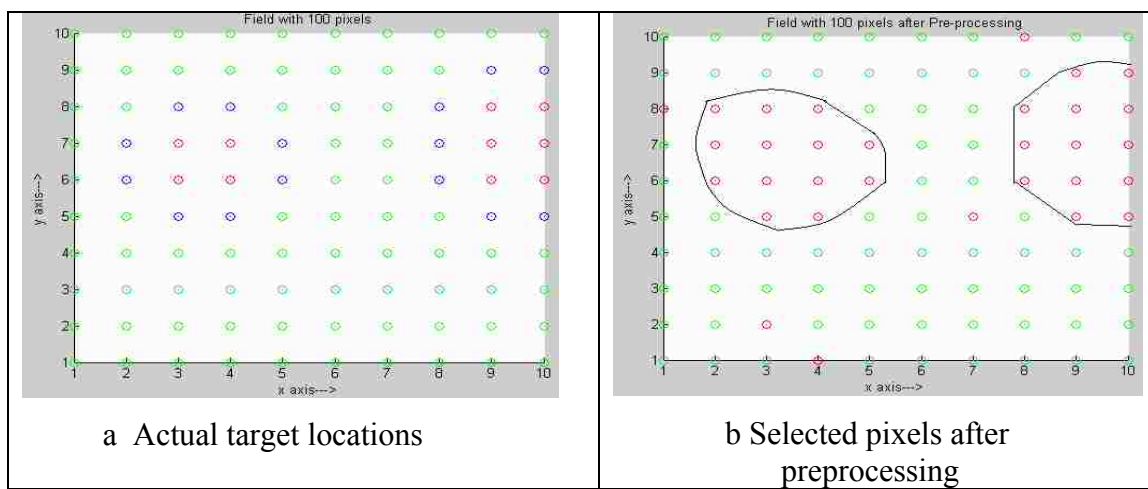 Field with 100 pixels
10
9
8
7
6
5
4
3
2
1
y axis--->
1 2 3 4 5 6 7 8 9 10
x axis--->
a Actual target locations
Field with 100 pixels after Pre-processing
10
9
8
7
6
5
4
3
2
1
y axis--->
1 2 3 4 5 6 7 8 9 10
x axis--->
b Selected pixels after
preprocessing